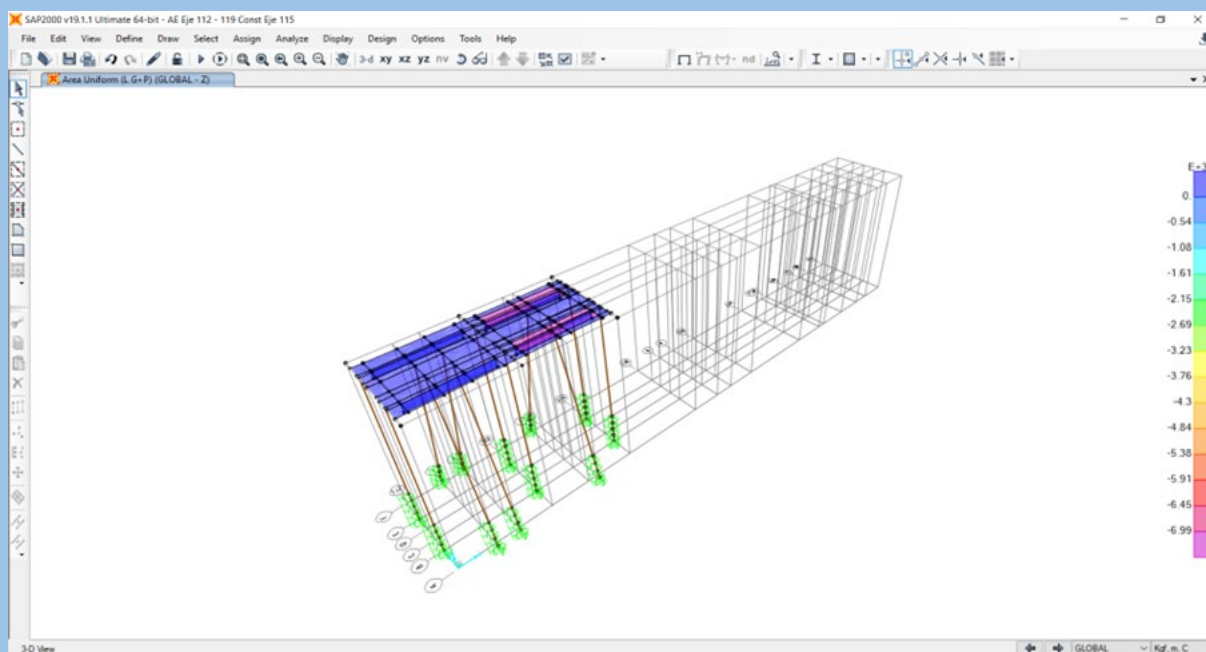 SAP2000 v19.1.1 Ultimate 64-bit - AE Eje 112 - 119 Const Eje 115
File Edit View Define Draw Select Assign Analyze Display Design Options Tools Help
3-d xy xz yz nv nd
Area Uniform (L G+P) (GLOBAL - Z)
E+3
0.
-0.54
-1.08
-1.61
-2.15
-2.69
-3.23
-3.76
-4.3
-4.84
-5.38
-5.91
-6.45
-6.99
3-D View
GLOBAL
Kgf, m, C